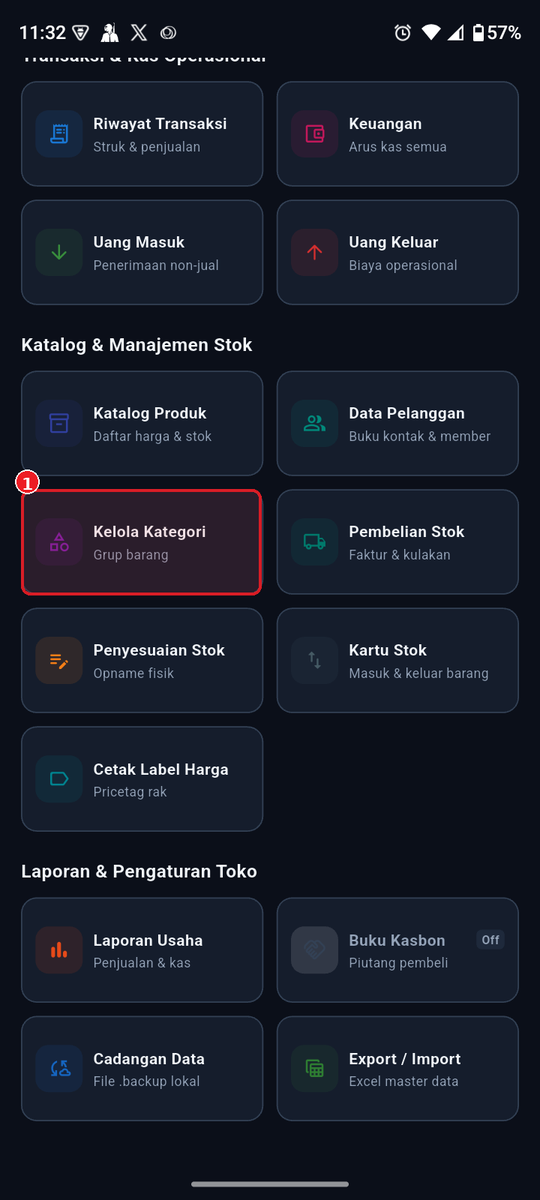 11:32
57%
Transaksi & Kas Operasional
Riwayat Transaksi
Struk & penjualan
Keuangan
Arus kas semua
Uang Masuk
Penerimaan non-jual
Uang Keluar
Biaya operasional
Katalog & Manajemen Stok
Katalog Produk
Daftar harga & stok
Data Pelanggan
Buku kontak & member
1
Kelola Kategori
Grup barang
Pembelian Stok
Faktur & kulakan
Penyesuaian Stok
Opname fisik
Kartu Stok
Masuk & keluar barang
Cetak Label Harga
Pricetag rak
Laporan & Pengaturan Toko
Laporan Usaha
Penjualan & kas
Buku Kasbon
Off
Piutang pembeli
Cadangan Data
File .backup lokal
Export / Import
Excel master data